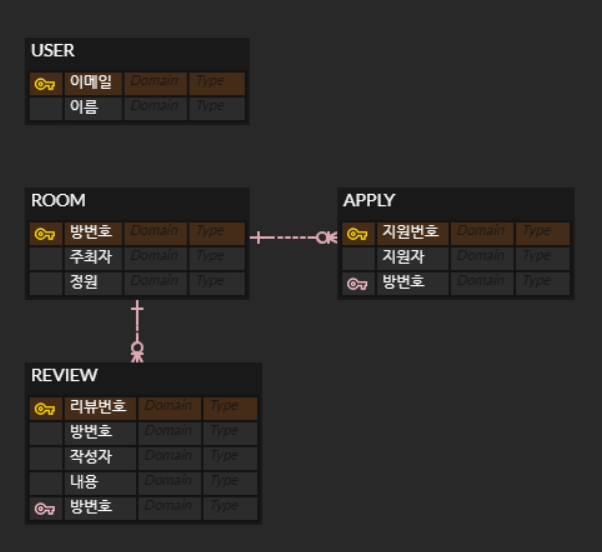 USER
이메일 Domain Type
이름 Domain Type
ROOM
방번호 Domain Type
주최자 Domain Type
정원 Domain Type
APPLY
지원번호 Domain Type
지원자 Domain Type
방번호 Domain Type
REVIEW
리뷰번호 Domain Type
방번호 Domain Type
작성자 Domain Type
내용 Domain Type
방번호 Domain Type